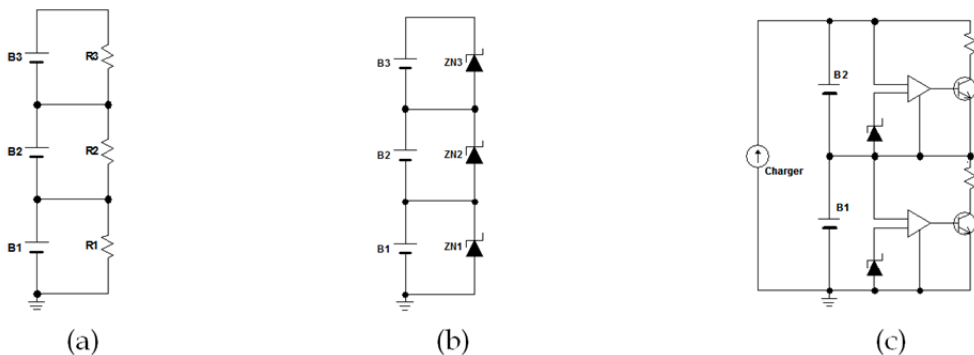 B3 R3
B2 R2
B1 R1
(a)
B3 ZN3
B2 ZN2
B1 ZN1
(b)
B2
Charger
B1
(c)